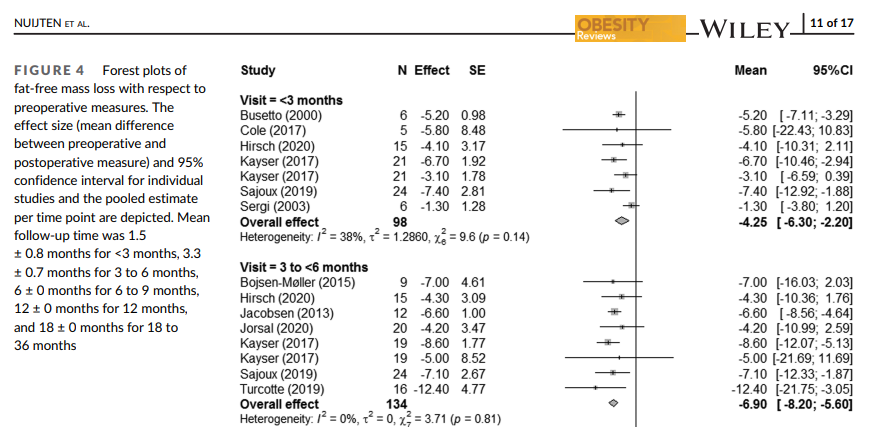 NUIJTEN ET AL.
OBESITY
Reviews
WILEY
11 of 17
FIGURE 4 Forest plots of
fat-free mass loss with respect to
preoperative measures. The
effect size (mean difference
between preoperative and
postoperative measure) and 95%
confidence interval for individual
studies and the pooled estimate
per time point are depicted. Mean
follow-up time was 1.5
± 0.8 months for <3 months, 3.3
± 0.7 months for 3 to 6 months,
6 ± 0 months for 6 to 9 months,
12 ± 0 months for 12 months,
and 18 ± 0 months for 18 to
36 months
Study N Effect SE Mean 95%CI
Visit = <3 months
Busetto (2000) 6 -5.20 0.98 -5.20 [ -7.11; -3.29]
Cole (2017) 5 -5.80 8.48 -5.80 [-22.43; 10.83]
Hirsch (2020) 15 -4.10 3.17 -4.10 [-10.31; 2.11]
Kayser (2017) 21 -6.70 1.92 -6.70 [-10.46; -2.94]
Kayser (2017) 21 -3.10 1.78 -3.10 [ -6.59; 0.39]
Sajoux (2019) 24 -7.40 2.81 -7.40 [-12.92; -1.88]
Sergi (2003) 6 -1.30 1.28 -1.30 [ -3.80; 1.20]
Overall effect 98 -4.25 [ -6.30; -2.20]
Heterogeneity: I² = 38%, τ² = 1.2860, χ²₆ = 9.6 (p = 0.14)
Visit = 3 to <6 months
Bojsen-Møller (2015) 9 -7.00 4.61 -7.00 [-16.03; 2.03]
Hirsch (2020) 15 -4.30 3.09 -4.30 [-10.36; 1.76]
Jacobsen (2013) 12 -6.60 1.00 -6.60 [ -8.56; -4.64]
Jorsal (2020) 20 -4.20 3.47 -4.20 [-10.99; 2.59]
Kayser (2017) 19 -8.60 1.77 -8.60 [-12.07; -5.13]
Kayser (2017) 19 -5.00 8.52 -5.00 [-21.69; 11.69]
Sajoux (2019) 24 -7.10 2.67 -7.10 [-12.33; -1.87]
Turcotte (2019) 16 -12.40 4.77 -12.40 [-21.75; -3.05]
Overall effect 134 -6.90 [ -8.20; -5.60]
Heterogeneity: I² = 0%, τ² = 0, χ²₇ = 3.71 (p = 0.81)